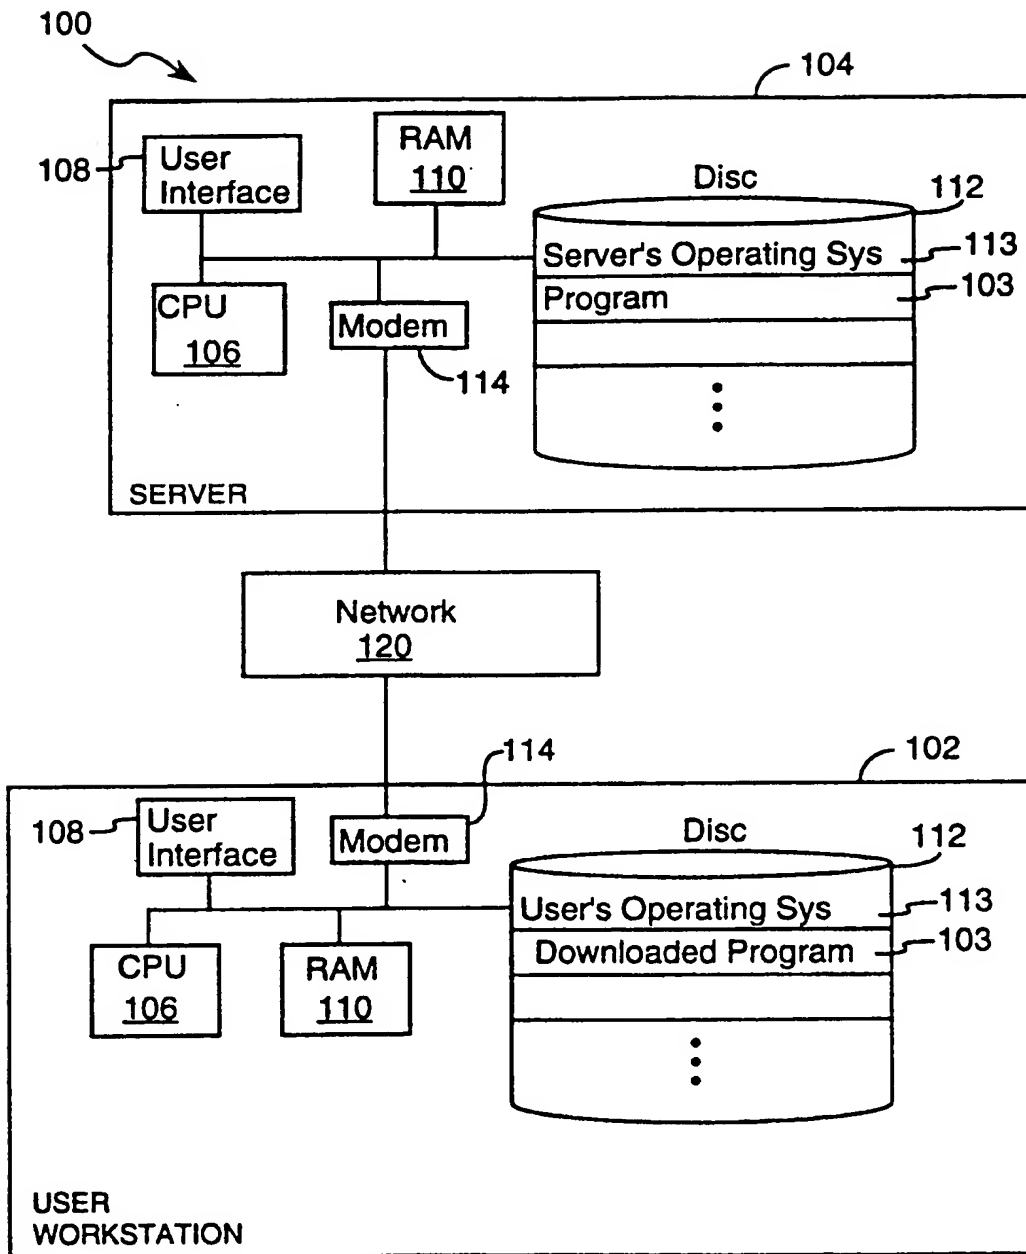 100
104
108
User
Interface
RAM
110
Disc
112
Server's Operating Sys
113
CPU
106
Program
103
Modem
114
SERVER
Network
120
114
102
108
User
Interface
Modem
Disc
112
User's Operating Sys
113
CPU
106
RAM
110
Downloaded Program
103
USER
WORKSTATION